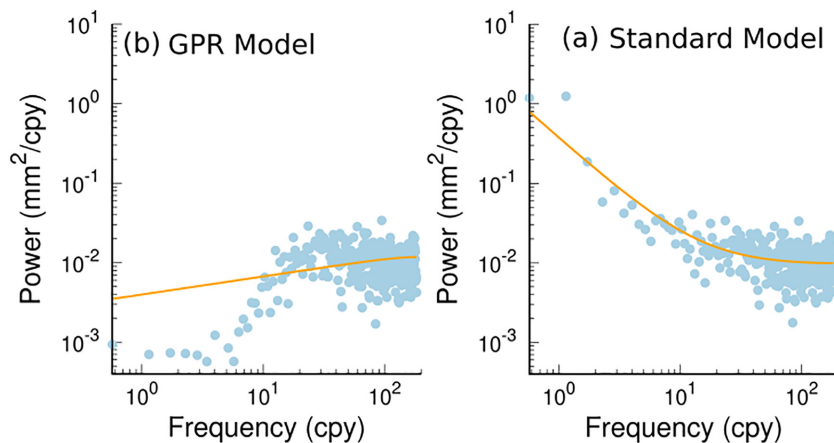 (b) GPR Model
Power (mm²/cpy)
10¹
10⁰
10⁻¹
10⁻²
10⁻³
10⁰ 10¹ 10²
Frequency (cpy)
(a) Standard Model
Power (mm²/cpy)
10¹
10⁰
10⁻¹
10⁻²
10⁻³
10⁰ 10¹ 10²
Frequency (cpy)